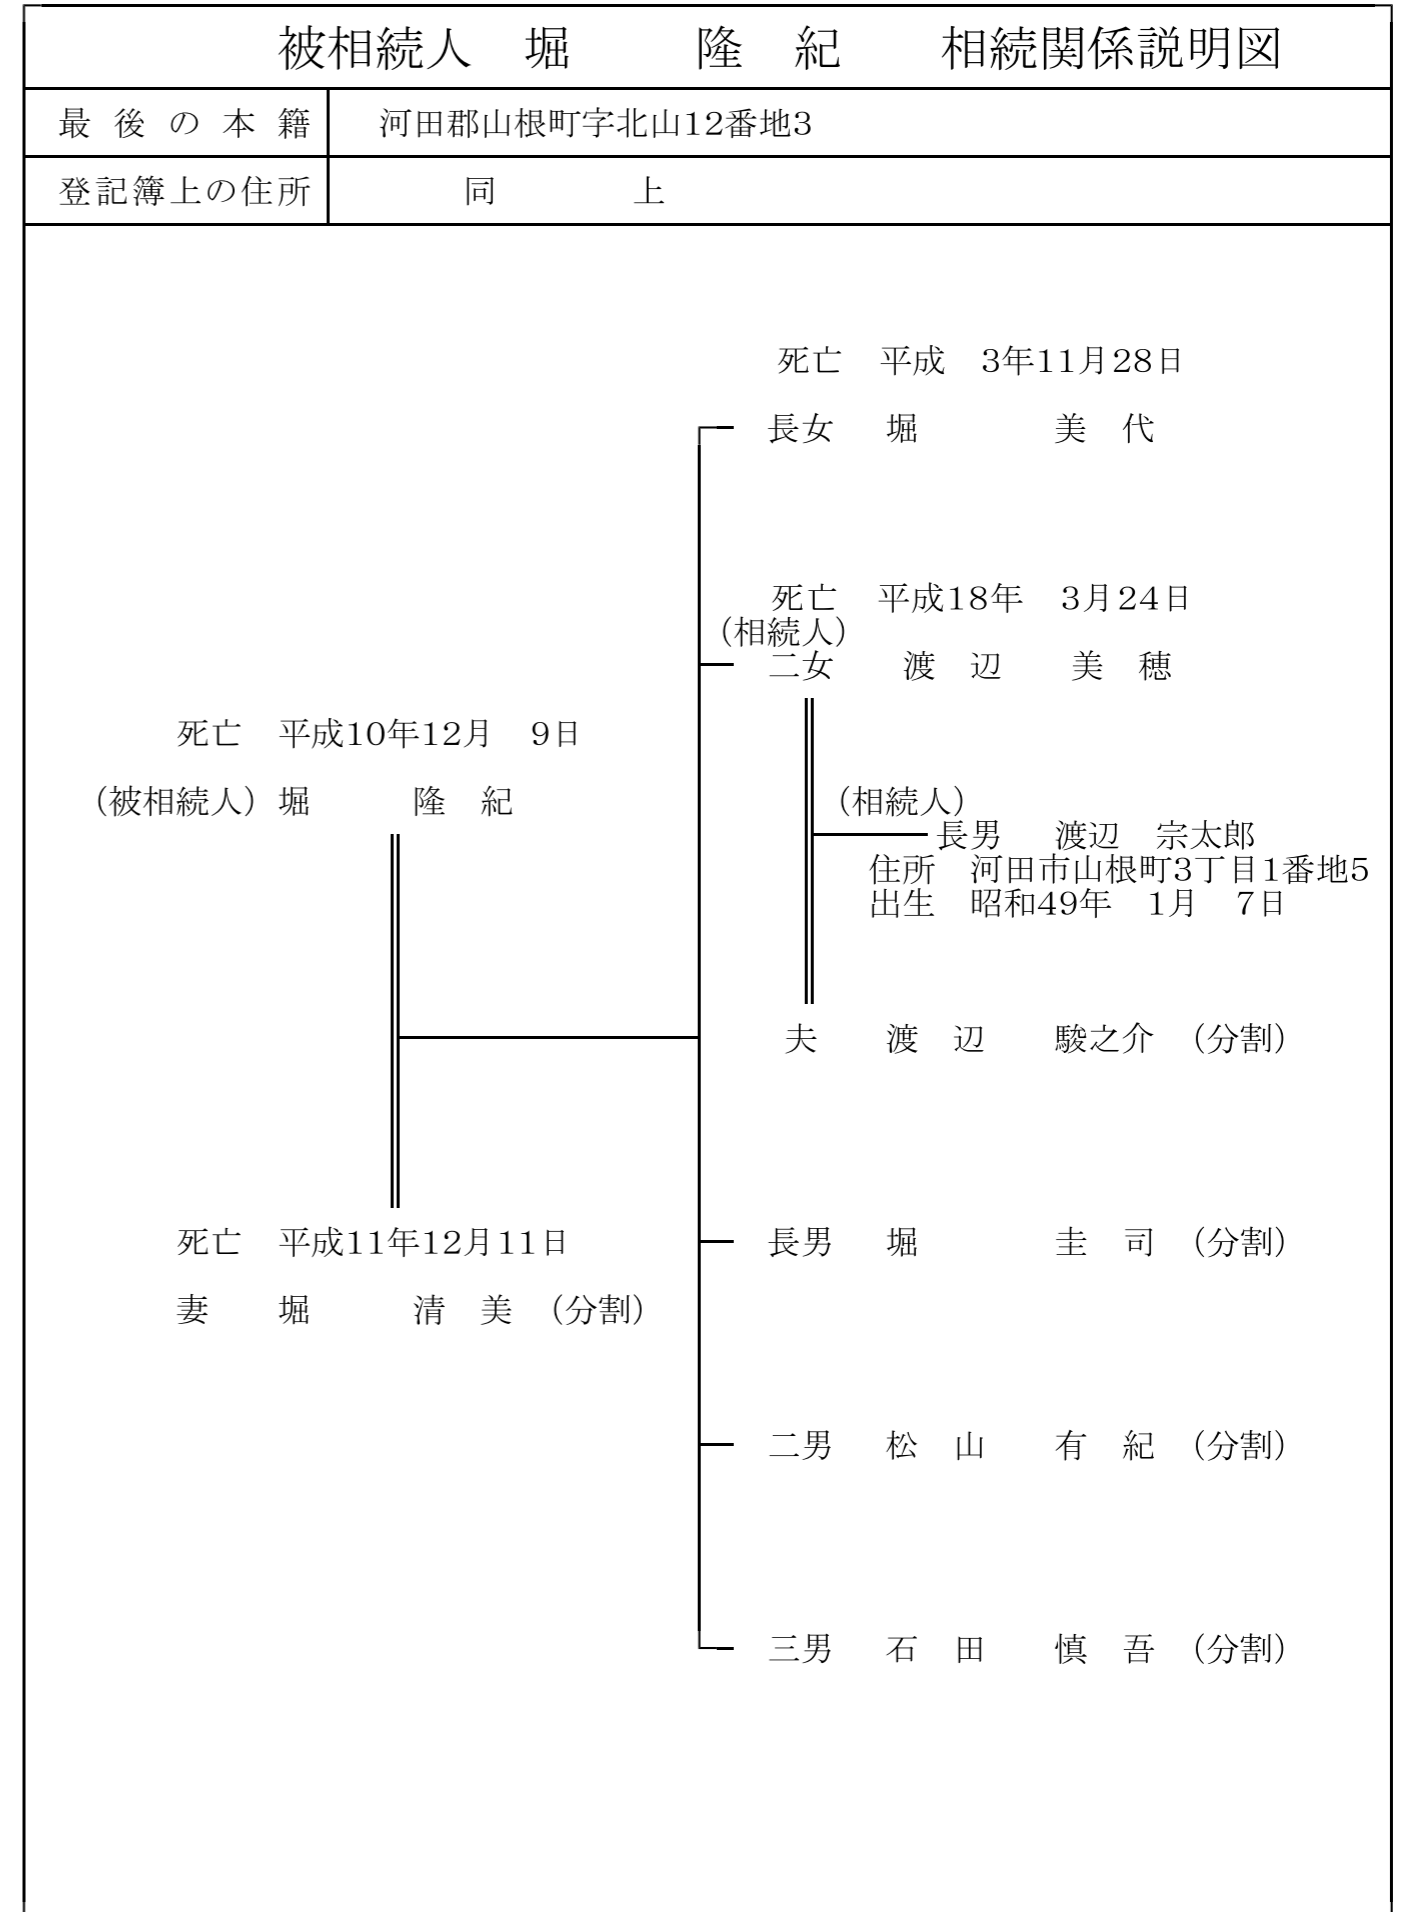 被相続人 堀 隆 紀 相続関係説明図
最後の本籍 河田郡山根町字北山12番地3
登記簿上の住所 同 上
死亡 平成 3年11月28日
長女 堀 美 代
死亡 平成18年 3月24日
(相続人)
二女 渡 辺 美 穂
死亡 平成10年12月 9日
(被相続人) 堀 隆 紀
(相続人)
長男 渡辺 宗太郎
住所 河田市山根町3丁目1番地5
出生 昭和49年 1月 7日
夫 渡 辺 駿之介 (分割)
死亡 平成11年12月11日
妻 堀 清 美 (分割)
長男 堀 圭 司 (分割)
二男 松 山 有 紀 (分割)
三男 石 田 慎 吾 (分割)